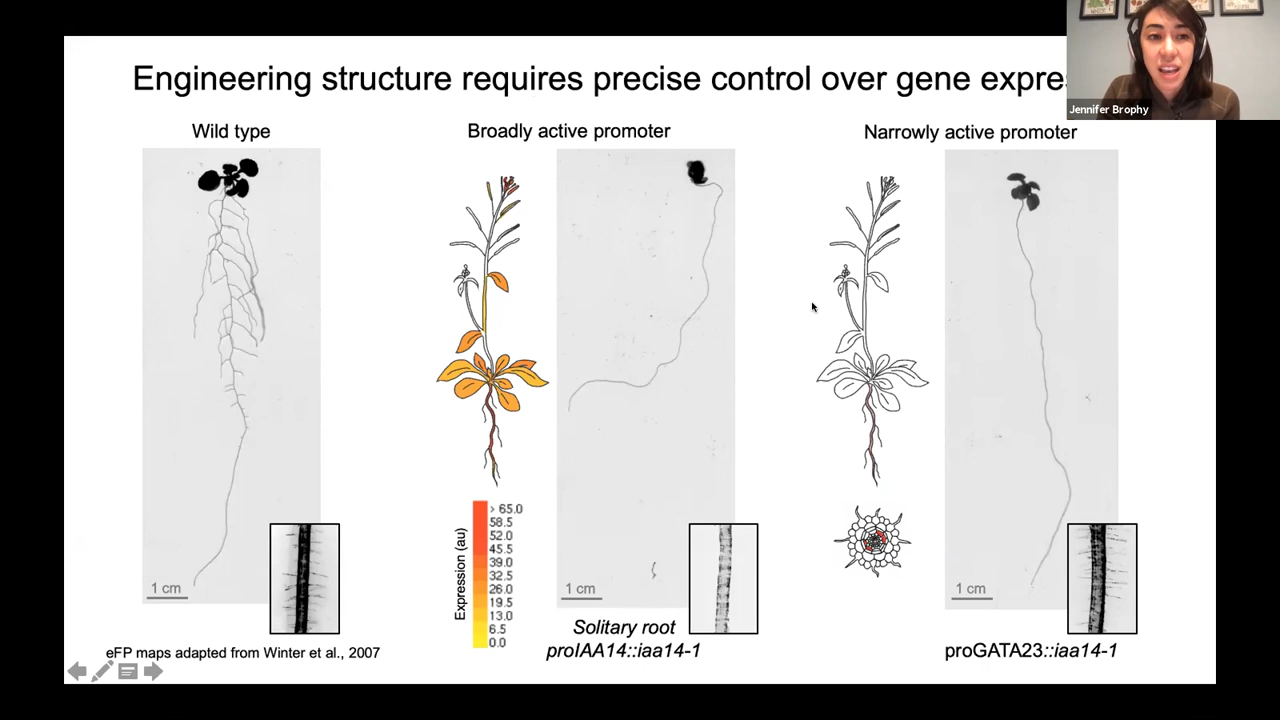 Engineering structure requires precise control over gene expres
Jennifer Brophy
Wild type
Broadly active promoter
Narrowly active promoter
Expression (au)
> 65.0
58.5
52.0
45.5
39.0
32.5
26.0
19.5
13.0
6.5
0.0
1 cm
1 cm
1 cm
Solitary root
proIAA14::iaa14-1
proGATA23::iaa14-1
eFP maps adapted from Winter et al., 2007